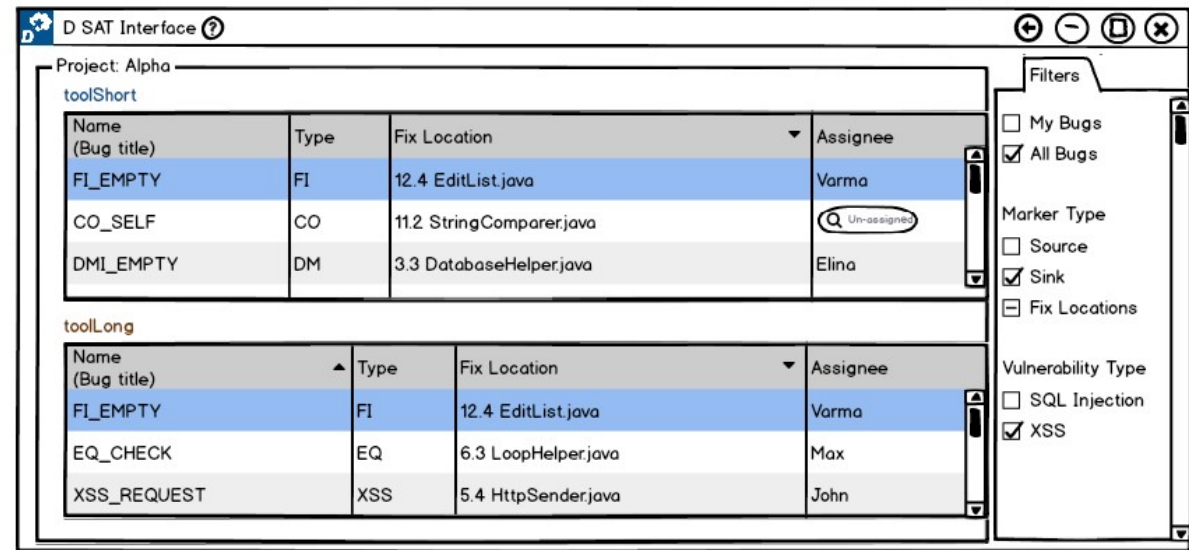 D SAT Interface ?
Project: Alpha
toolShort
Name
(Bug title) Type Fix Location Assignee
FI_EMPTY FI 12.4 EditList.java Varma
CO_SELF CO 11.2 StringComparer.java Un-assigned
DMI_EMPTY DM 3.3 DatabaseHelper.java Elina
toolLong
Name
(Bug title) Type Fix Location Assignee
FI_EMPTY FI 12.4 EditList.java Varma
EQ_CHECK EQ 6.3 LoopHelper.java Max
XSS_REQUEST XSS 5.4 HttpSender.java John
Filters
My Bugs
All Bugs
Marker Type
Source
Sink
Fix Locations
Vulnerability Type
SQL Injection
XSS
D